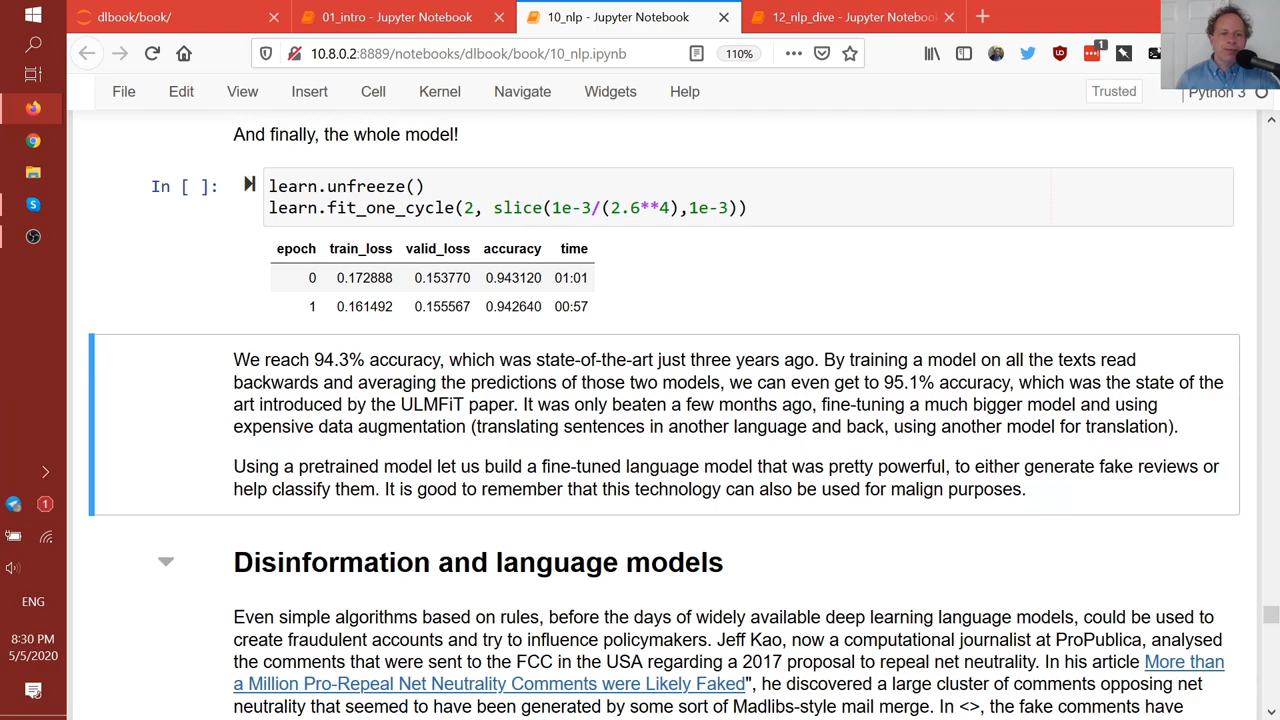 dlbook/book/
01_intro - Jupyter Notebook
10_nlp - Jupyter Notebook
12_nlp_dive - Jupyter Notebook
10.8.0.2:8889/notebooks/dlbook/book/10_nlp.ipynb
110%
1
File Edit View Insert Cell Kernel Navigate Widgets Help
Trusted
Python 3
And finally, the whole model!
In [ ]:
learn.unfreeze()
learn.fit_one_cycle(2, slice(1e-3/(2.6**4),1e-3))
epoch train_loss valid_loss accuracy time
0 0.172888 0.153770 0.943120 01:01
1 0.161492 0.155567 0.942640 00:57
We reach 94.3% accuracy, which was state-of-the-art just three years ago. By training a model on all the texts read
backwards and averaging the predictions of those two models, we can even get to 95.1% accuracy, which was the state of the
art introduced by the ULMFiT paper. It was only beaten a few months ago, fine-tuning a much bigger model and using
expensive data augmentation (translating sentences in another language and back, using another model for translation).
Using a pretrained model let us build a fine-tuned language model that was pretty powerful, to either generate fake reviews or
help classify them. It is good to remember that this technology can also be used for malign purposes.
Disinformation and language models
Even simple algorithms based on rules, before the days of widely available deep learning language models, could be used to
create fraudulent accounts and try to influence policymakers. Jeff Kao, now a computational journalist at ProPublica, analysed
the comments that were sent to the FCC in the USA regarding a 2017 proposal to repeal net neutrality. In his article More than
a Million Pro-Repeal Net Neutrality Comments were Likely Faked", he discovered a large cluster of comments opposing net
neutrality that seemed to have been generated by some sort of Madlibs-style mail merge. In <>, the fake comments have
1
ENG
8:30 PM
5/5/2020